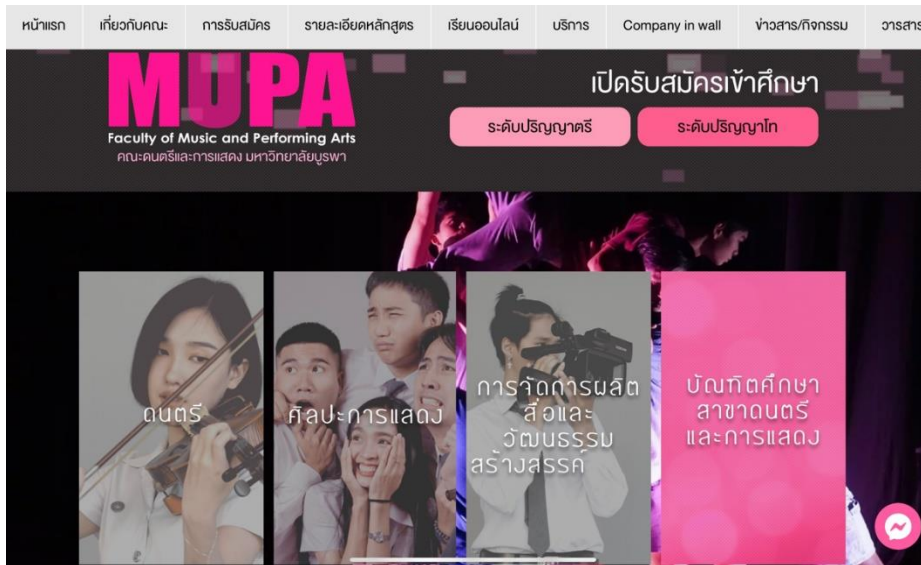 หน้าแรก
เกี่ยวกับคณะ
การรับสมัคร
รายละเอียดหลักสูตร
เรียนออนไลน์
บริการ
Company in wall
ข่าวสาร/กิจกรรม
วารสาร
MUPA
Faculty of Music and Performing Arts
คณะดนตรีและการแสดง มหาวิทยาลัยบูรพา
เปิดรับสมัครเข้าศึกษา
ระดับปริญญาตรี
ระดับปริญญาโท
ดนตรี
ศิลปะการแสดง
การจัดการผลิต
สื่อและ
วัฒนธรรม
สร้างสรรค์
บัณฑิตศึกษา
สาขาดนตรี
และการแสดง